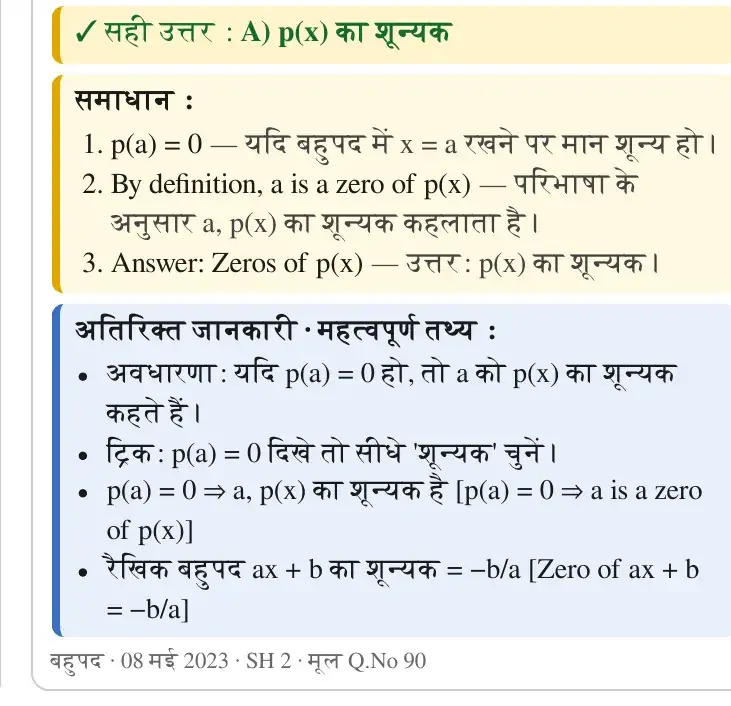 ✓ सही उत्तर : A) p(x) का शून्यक
समाधान :
1. p(a) = 0 — यदि बहुपद में x = a रखने पर मान शून्य हो।
2. By definition, a is a zero of p(x) — परिभाषा के
अनुसार a, p(x) का शून्यक कहलाता है।
3. Answer: Zeros of p(x) — उत्तर: p(x) का शून्यक।
अतिरिक्त जानकारी · महत्वपूर्ण तथ्य :
• अवधारणा: यदि p(a) = 0 हो, तो a को p(x) का शून्यक
कहते हैं।
• ट्रिक: p(a) = 0 दिखे तो सीधे 'शून्यक' चुनें।
• p(a) = 0 ⇒ a, p(x) का शून्यक है [p(a) = 0 ⇒ a is a zero
of p(x)]
• रैखिक बहुपद ax + b का शून्यक = −b/a [Zero of ax + b
= −b/a]
बहुपद · 08 मई 2023 · SH 2 · मूल Q.No 90